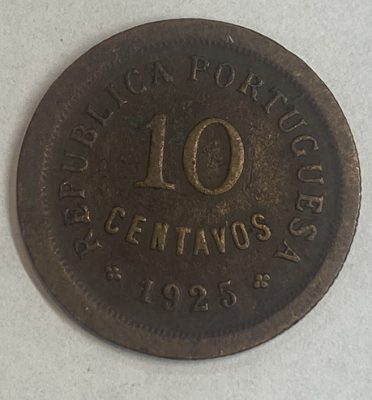 REPUBLICA PORTUGUESA
10
CENTAVOS
1925